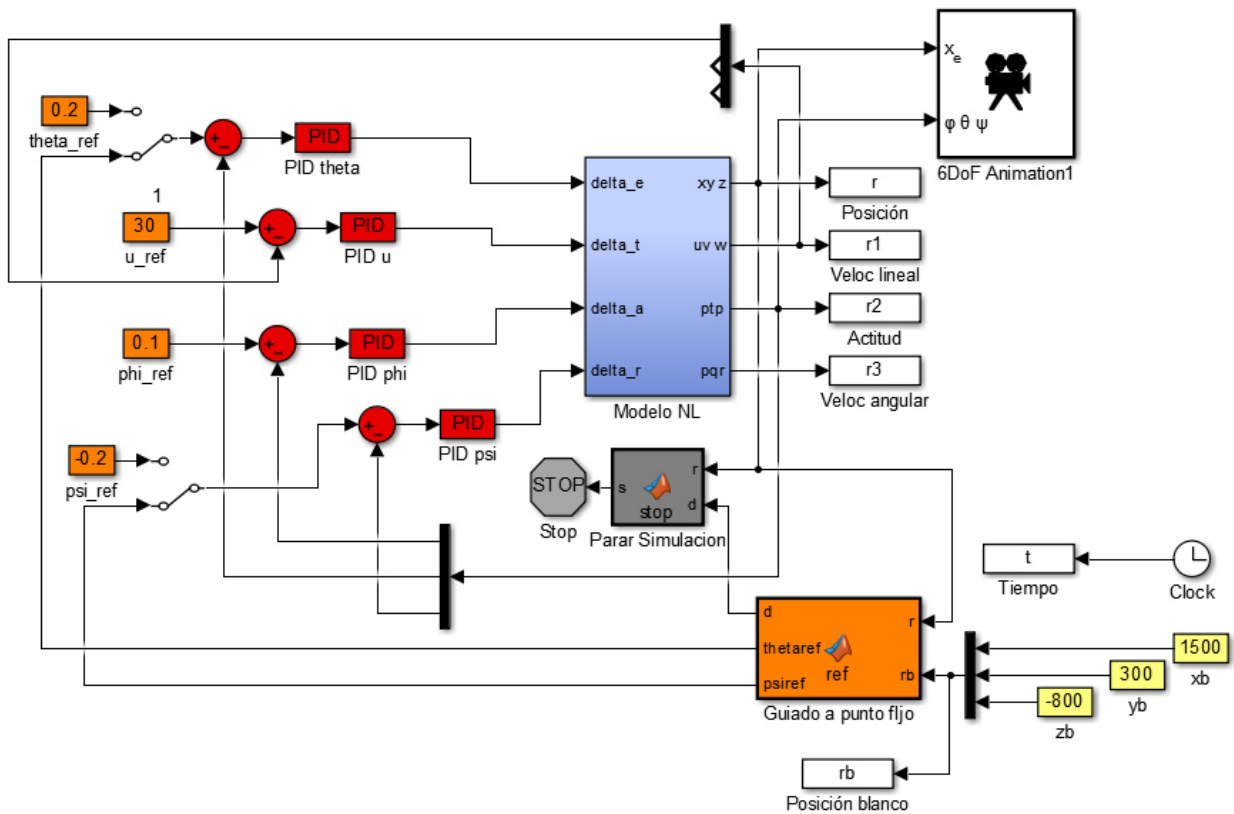 x_e
φ θ ψ
6DoF Animation1
0.2
theta_ref
+
−
PID
PID theta
1
30
u_ref
+
−
PID
PID u
0.1
phi_ref
+
−
PID
PID phi
-0.2
psi_ref
+
−
PID
PID psi
delta_e
delta_t
delta_a
delta_r
xy z
uv w
ptp
pqr
Modelo NL
r
Posición
r1
Veloc lineal
r2
Actitud
r3
Veloc angular
STOP
Stop
s
stop
r
d
Parar Simulacion
t
Tiempo
Clock
d
thetaref
psiref
ref
r
rb
Guiado a punto fIjo
1500
xb
300
yb
-800
zb
rb
Posición blanco